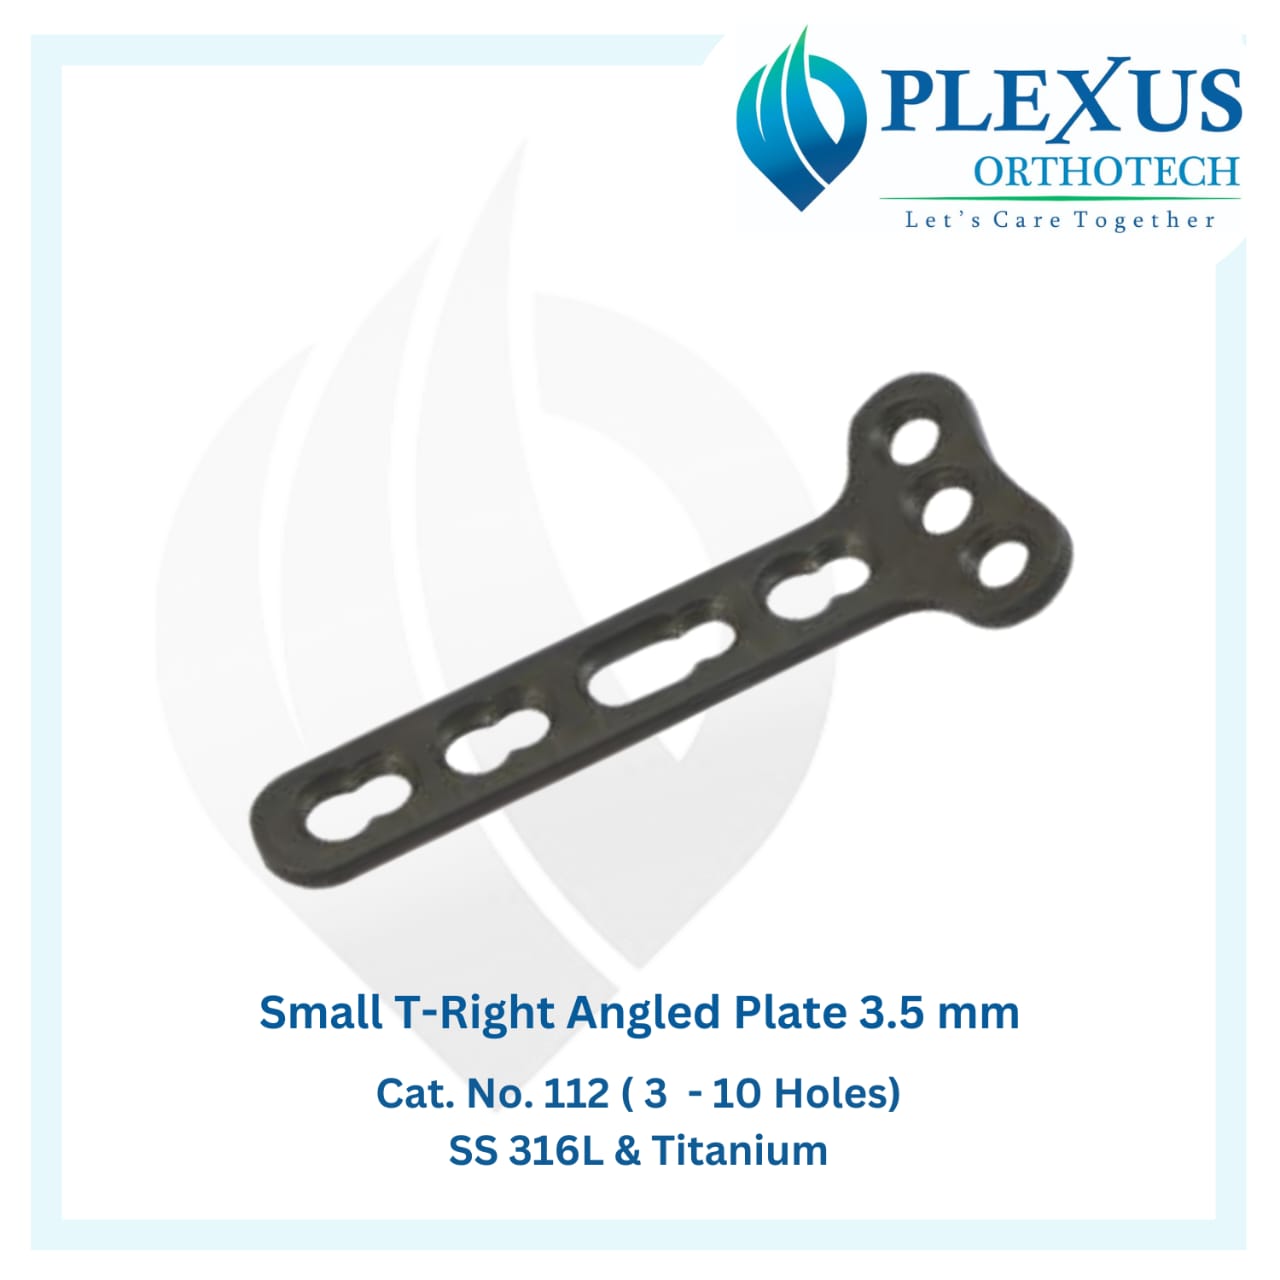 PLEXUS
ORTHOTECH
Let's Care Together
Small T-Right Angled Plate 3.5 mm
Cat. No. 112 ( 3 - 10 Holes)
SS 316L & Titanium